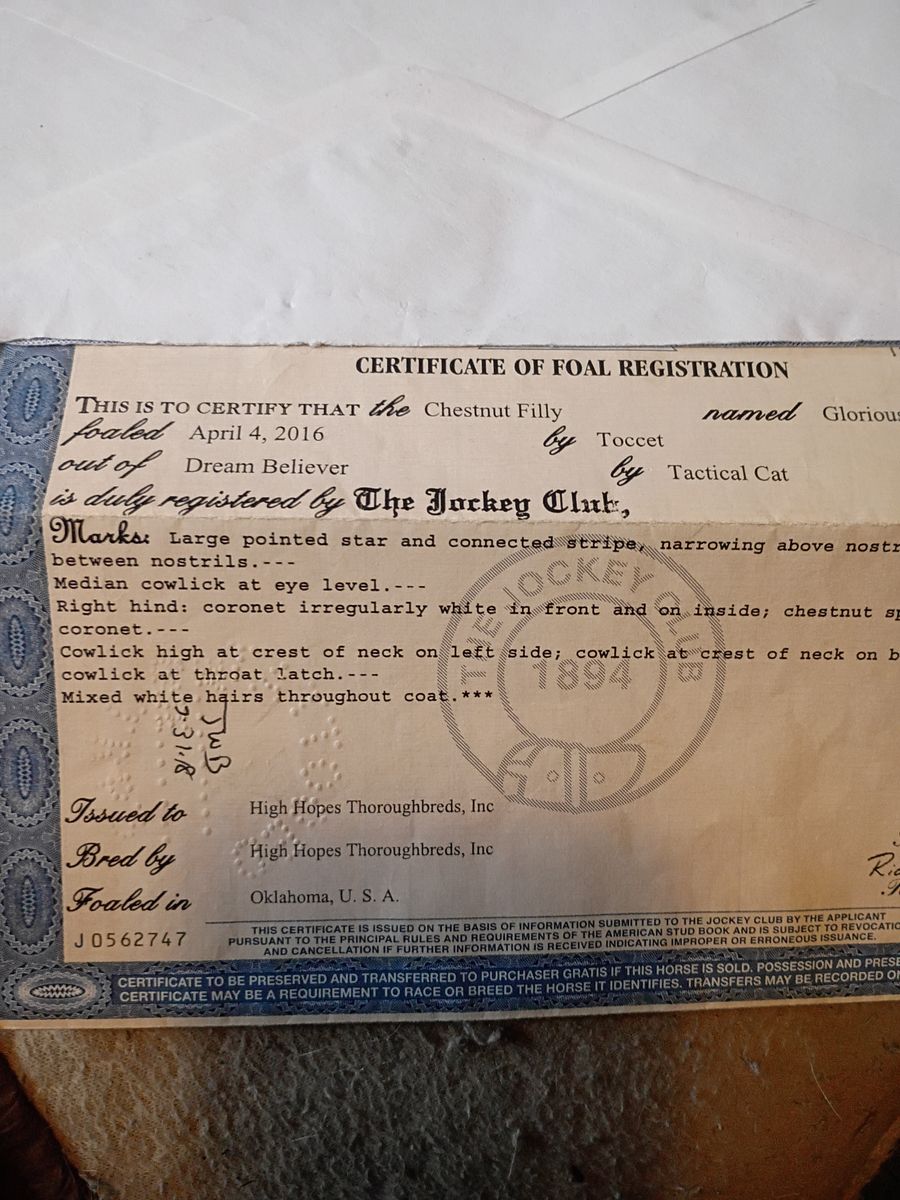 CERTIFICATE OF FOAL REGISTRATION
THIS IS TO CERTIFY THAT the Chestnut Filly named Glorious
foaled April 4, 2016 by Toccet
out of Dream Believer by Tactical Cat
is duly registered by The Jockey Club,
Marks: Large pointed star and connected stripe, narrowing above nostr
between nostrils.---
Median cowlick at eye level.---
Right hind: coronet irregularly white in front and on inside; chestnut sp
coronet.---
Cowlick high at crest of neck on left side; cowlick at crest of neck on b
cowlick at throat latch.---
Mixed white hairs throughout coat.***
THE JOCKEY CLUB
1894
JWB
7-31-18
Issued to High Hopes Thoroughbreds, Inc
Bred by High Hopes Thoroughbreds, Inc
Foaled in Oklahoma, U. S. A.
J0562747
THIS CERTIFICATE IS ISSUED ON THE BASIS OF INFORMATION SUBMITTED TO THE JOCKEY CLUB BY THE APPLICANT
PURSUANT TO THE PRINCIPAL RULES AND REQUIREMENTS OF THE AMERICAN STUD BOOK AND IS SUBJECT TO REVOCATIO
AND CANCELLATION IF FURTHER INFORMATION IS RECEIVED INDICATING IMPROPER OR ERRONEOUS ISSUANCE.
CERTIFICATE TO BE PRESERVED AND TRANSFERRED TO PURCHASER GRATIS IF THIS HORSE IS SOLD. POSSESSION AND PRESE
CERTIFICATE MAY BE A REQUIREMENT TO RACE OR BREED THE HORSE IT IDENTIFIES. TRANSFERS MAY BE RECORDED ON